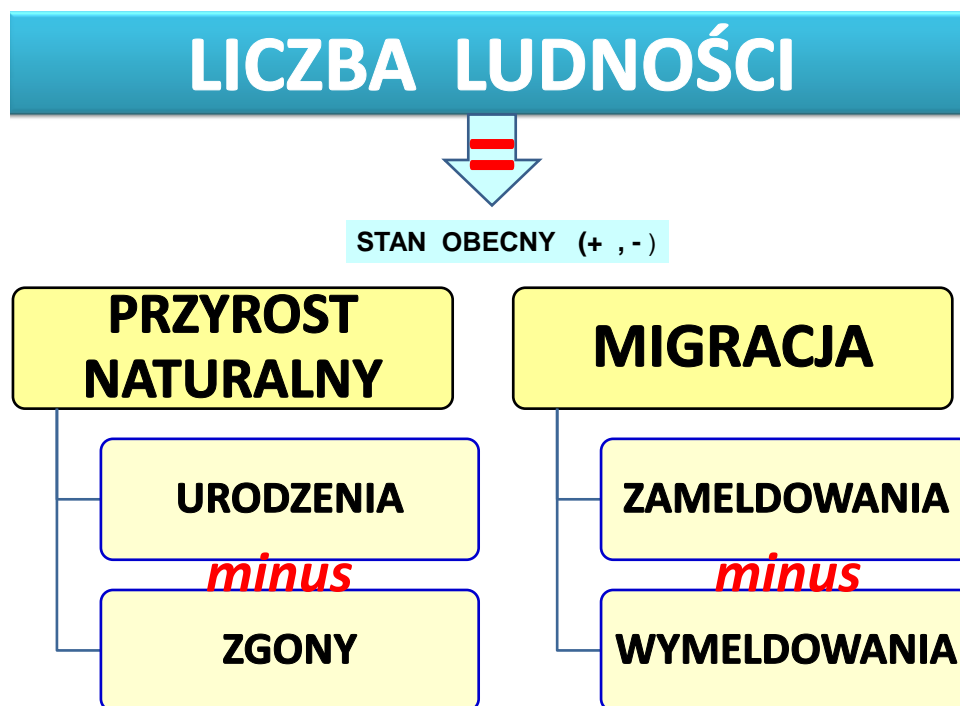 LICZBA LUDNOŚCI
=
STAN OBECNY (+ , - )
PRZYROST
NATURALNY
URODZENIA
minus
ZGONY
MIGRACJA
ZAMELDOWANIA
minus
WYMELDOWANIA